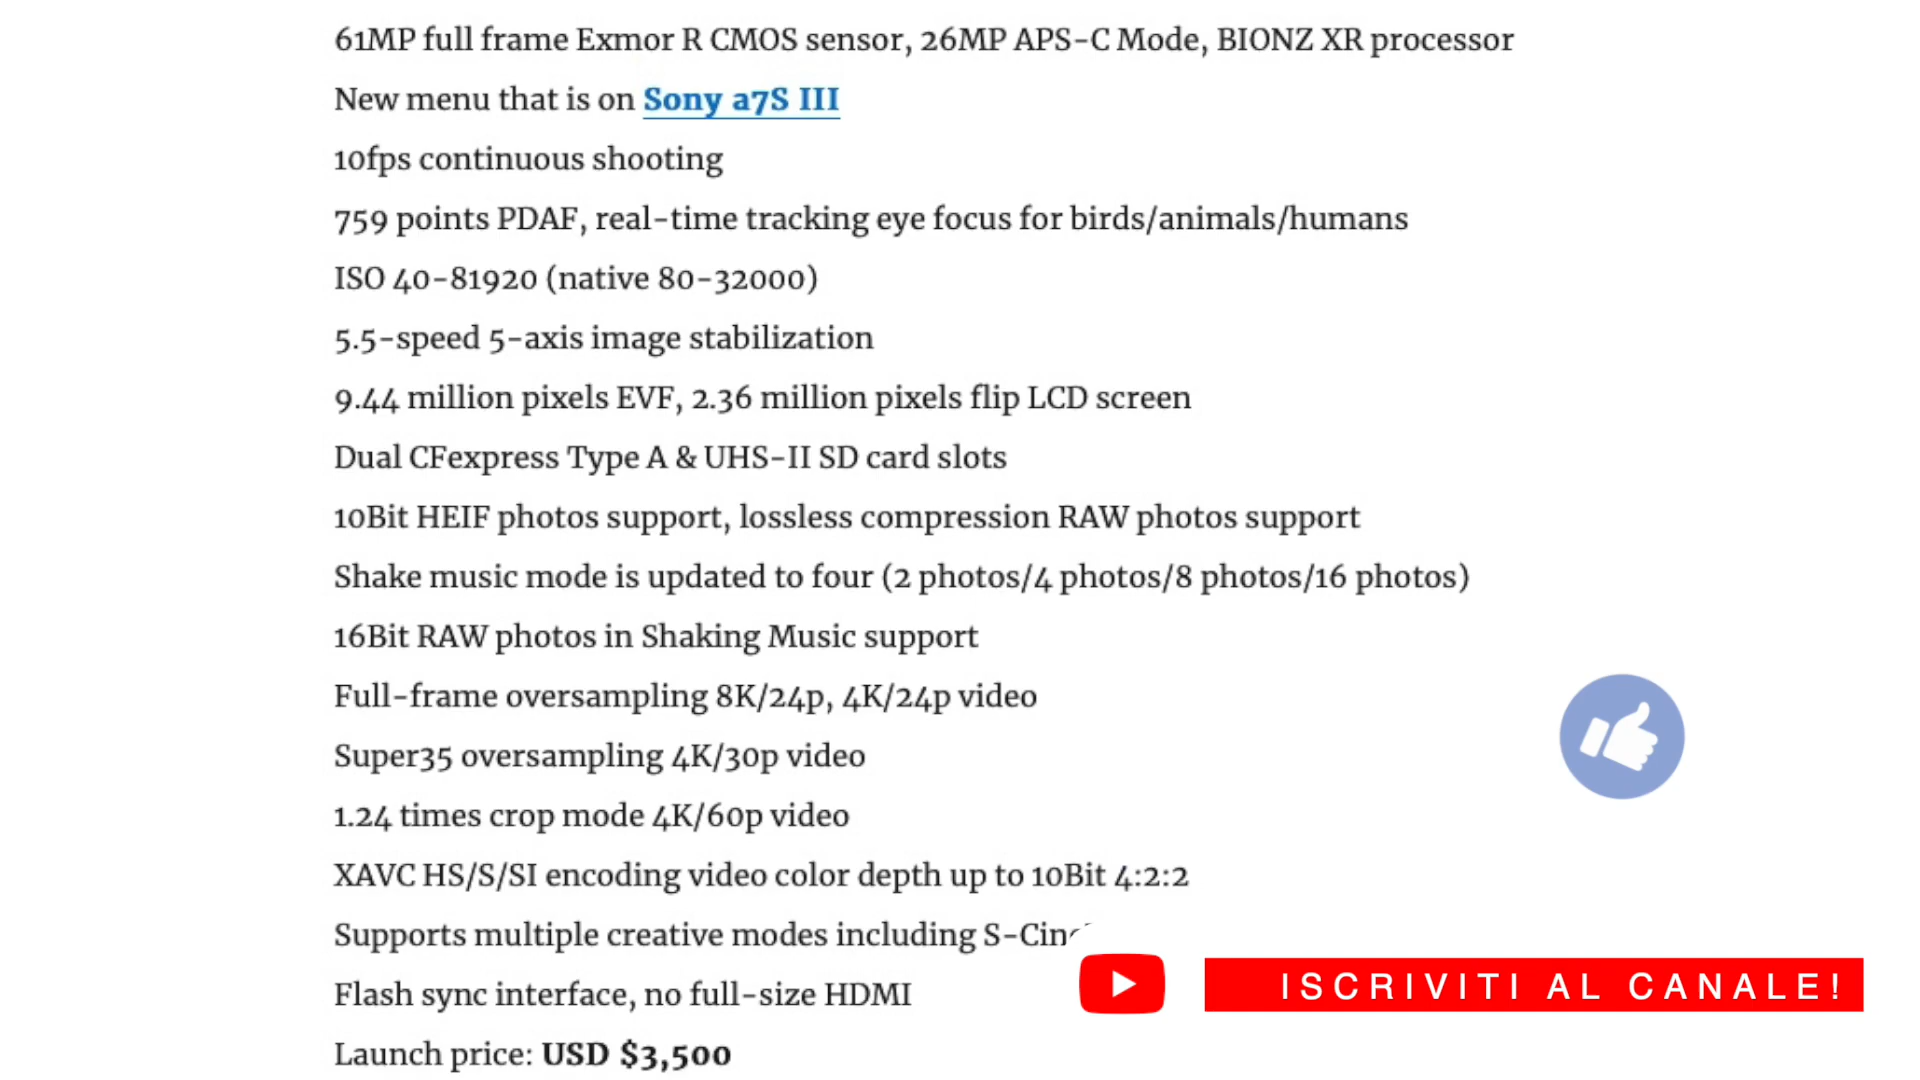 61MP full frame Exmor R CMOS sensor, 26MP APS-C Mode, BIONZ XR processor
New menu that is on Sony a7S III
10fps continuous shooting
759 points PDAF, real-time tracking eye focus for birds/animals/humans
ISO 40-81920 (native 80-32000)
5.5-speed 5-axis image stabilization
9.44 million pixels EVF, 2.36 million pixels flip LCD screen
Dual CFexpress Type A & UHS-II SD card slots
10Bit HEIF photos support, lossless compression RAW photos support
Shake music mode is updated to four (2 photos/4 photos/8 photos/16 photos)
16Bit RAW photos in Shaking Music support
Full-frame oversampling 8K/24p, 4K/24p video
Super35 oversampling 4K/30p video
1.24 times crop mode 4K/60p video
XAVC HS/S/SI encoding video color depth up to 10Bit 4:2:2
Supports multiple creative modes including
Flash sync interface, no full-size HDMI
ISCRIVITI AL CANALE!
Launch price: USD $3,500